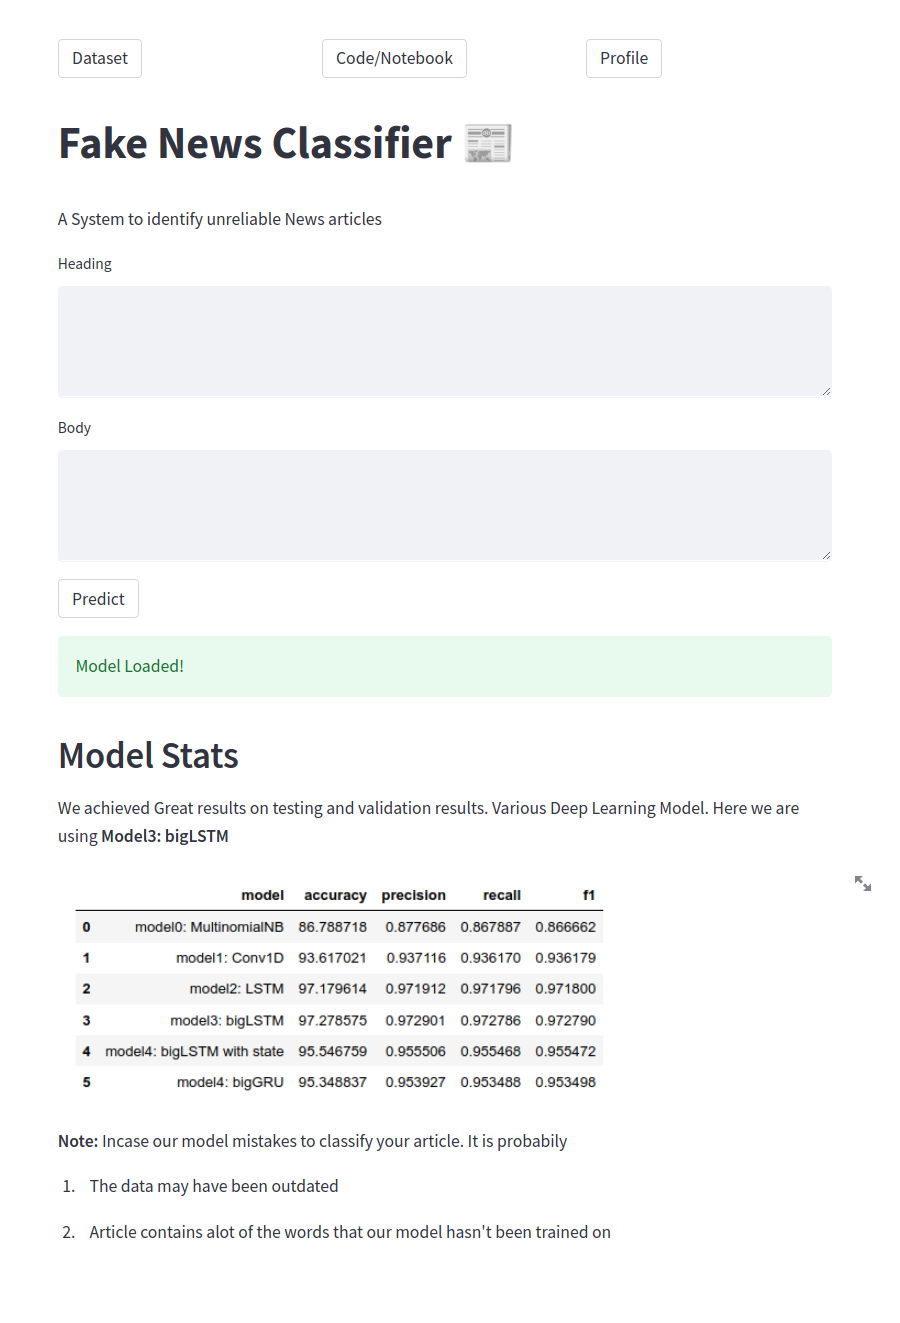 Dataset Code/Notebook Profile
Fake News Classifier
A System to identify unreliable News articles
Heading
Body
Predict
Model Loaded!
Model Stats
We achieved Great results on testing and validation results. Various Deep Learning Model. Here we are
using Model3: bigLSTM
model accuracy precision recall f1
0 model0: MultinomialNB 86.788718 0.877686 0.867887 0.866662
1 model1: Conv1D 93.617021 0.937116 0.936170 0.936179
2 model2: LSTM 97.179614 0.971912 0.971796 0.971800
3 model3: bigLSTM 97.278575 0.972901 0.972786 0.972790
4 model4: bigLSTM with state 95.546759 0.955506 0.955468 0.955472
5 model4: bigGRU 95.348837 0.953927 0.953488 0.953498
Note: Incase our model mistakes to classify your article. It is probabily
1. The data may have been outdated
2. Article contains alot of the words that our model hasn't been trained on